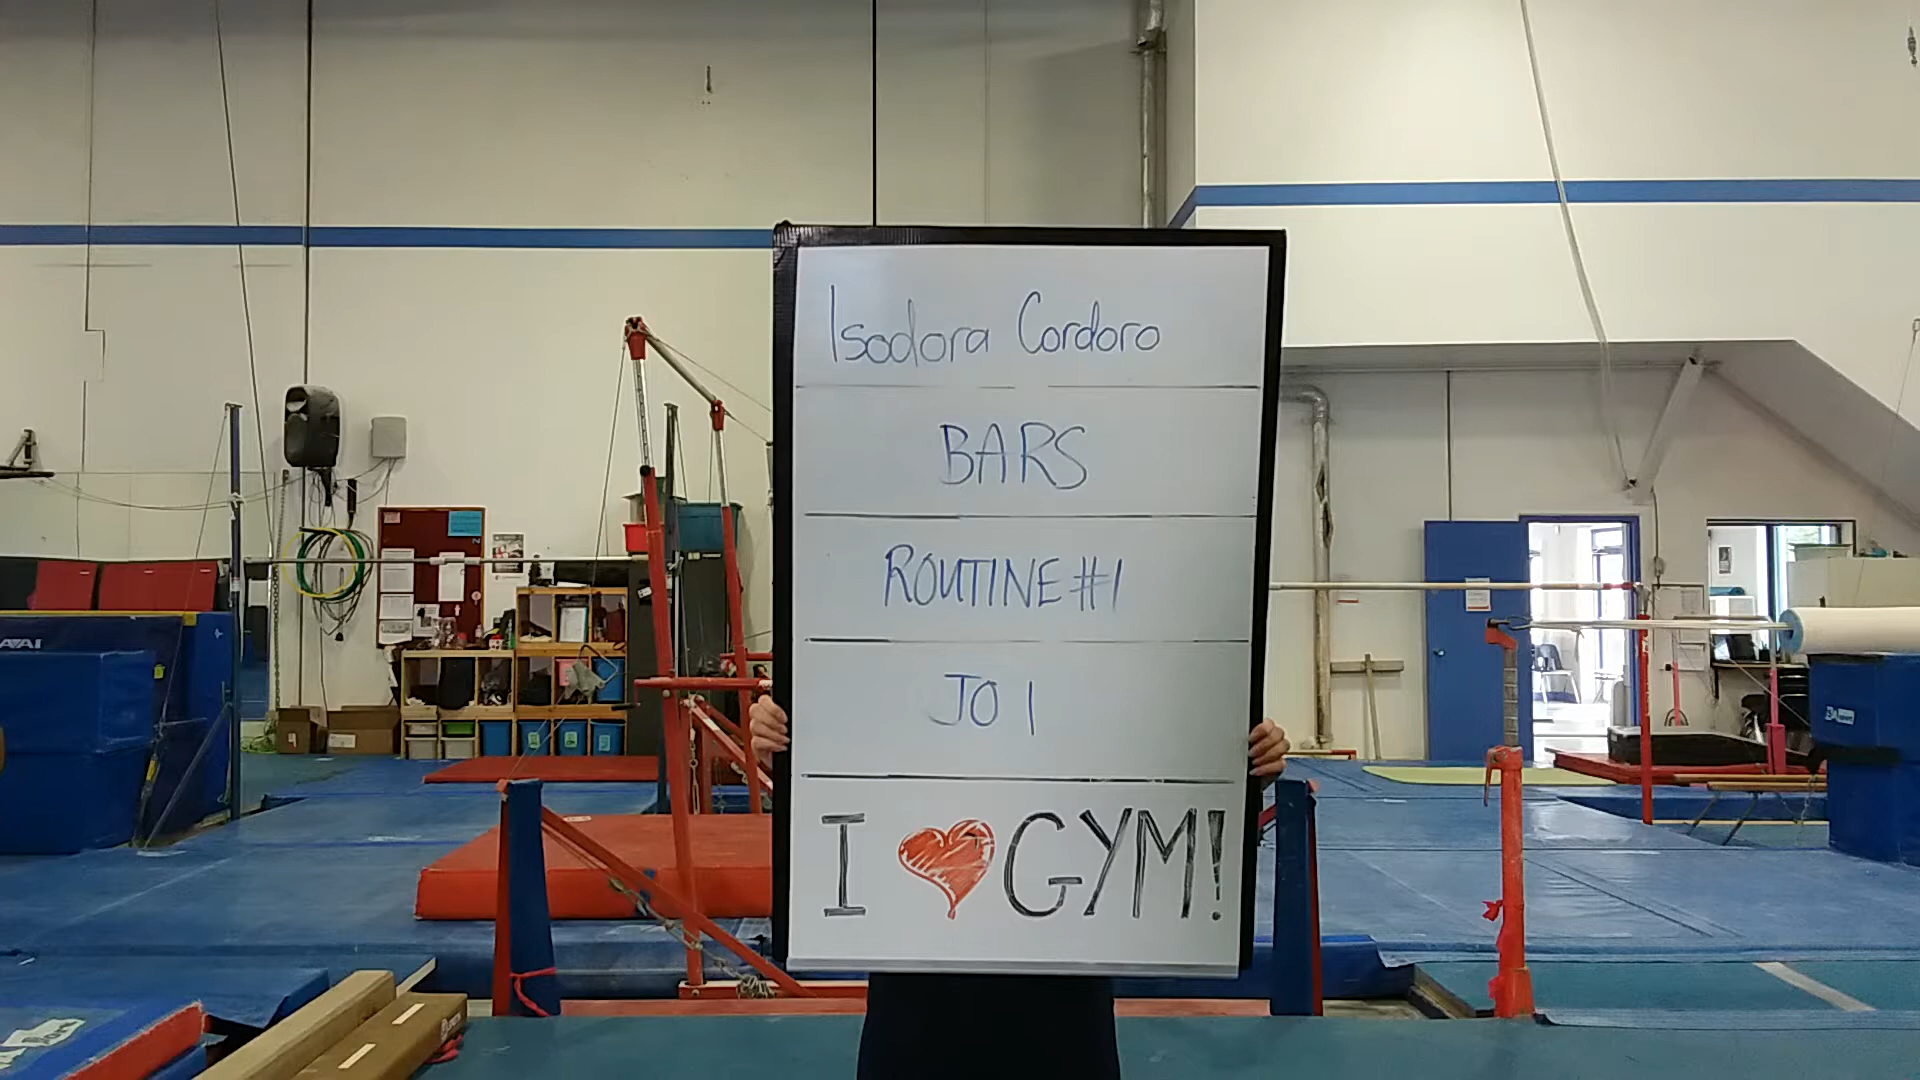 Isodora Cordoro
BARS
ROUTINE #1
JO 1
I ❤ GYM!